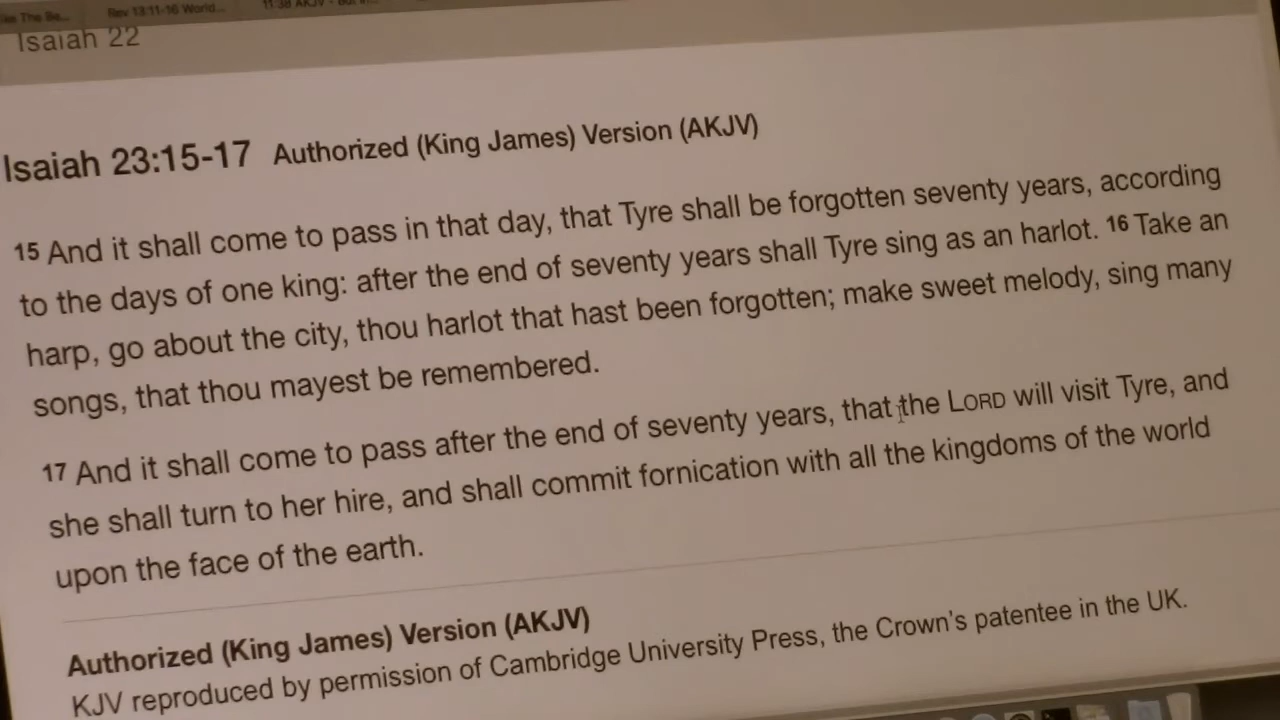 Rev 13:11-16 World...
Isaiah 22
Isaiah 23:15-17 Authorized (King James) Version (AKJV)
15 And it shall come to pass in that day, that Tyre shall be forgotten seventy years, according
to the days of one king: after the end of seventy years shall Tyre sing as an harlot. 16 Take an
harp, go about the city, thou harlot that hast been forgotten; make sweet melody, sing many
songs, that thou mayest be remembered.
17 And it shall come to pass after the end of seventy years, that the LORD will visit Tyre, and
she shall turn to her hire, and shall commit fornication with all the kingdoms of the world
upon the face of the earth.
Authorized (King James) Version (AKJV)
KJV reproduced by permission of Cambridge University Press, the Crown's patentee in the UK.